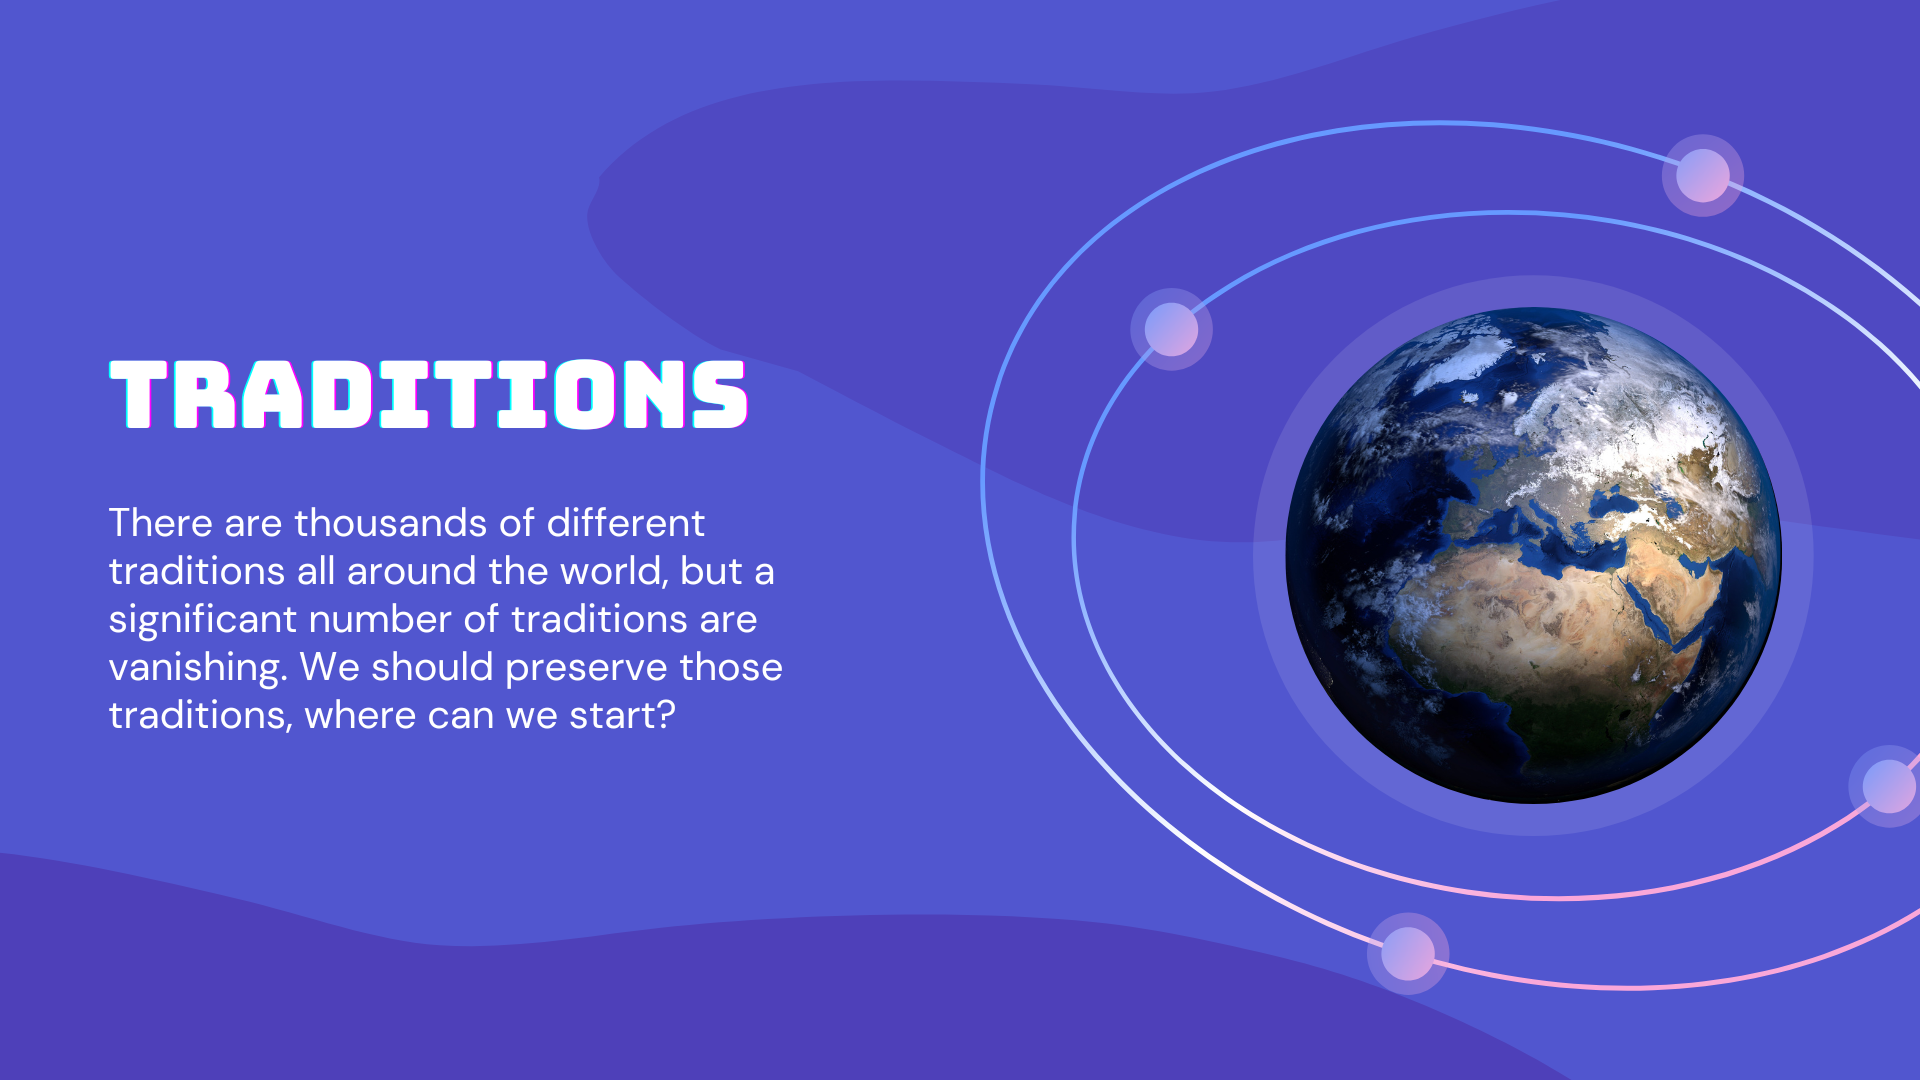 TRADITIONS
There are thousands of different
traditions all around the world, but a
significant number of traditions are
vanishing. We should preserve those
traditions, where can we start?